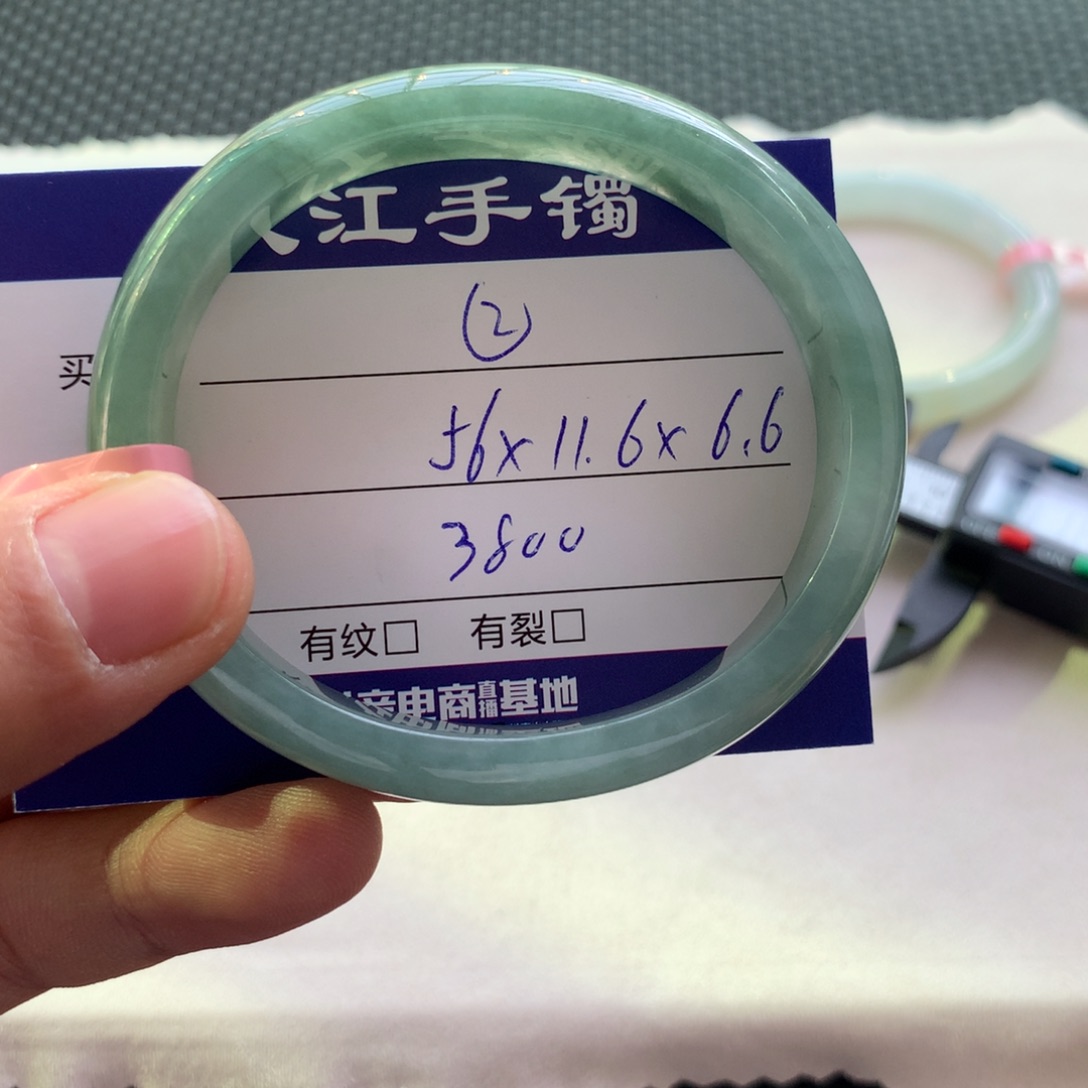 江手镯
②
买
56x11.6x6.6
3800
有纹□ 有裂□
产电商直播基地